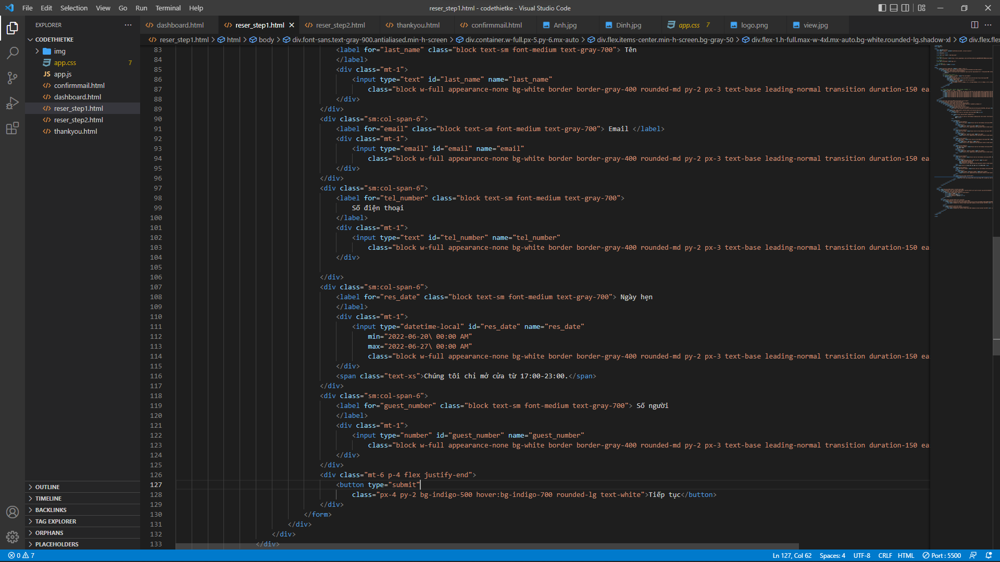 File Edit Selection View Go Run Terminal Help
reser_step1.html - codethietke - Visual Studio Code
EXPLORER
dashboard.html
reser_step1.html
reser_step2.html
thankyou.html
confirmmail.html
Anh.jpg
Dinh.jpg
app.css 7
logo.png
view.jpg
CODETHIETKE
img
app.css 7
JS app.js
confirmmail.html
dashboard.html
reser_step1.html
reser_step2.html
thankyou.html
OUTLINE
TIMELINE
BACKLINKS
TAG EXPLORER
ORPHANS
PLACEHOLDERS
reser_step1.html > html > body > div.font-sans.text-gray-900.antialiased.min-h-screen > div.container.w-full.px-5.py-6.mx-auto > div.flex.items-center.min-h-screen.bg-gray-50 > div.flex-1.h-full.max-w-4xl.mx-auto.bg-white.rounded-lg.shadow-xl > div.flex.fle
83 <label for="last_name" class="block text-sm font-medium text-gray-700"> Tên
84 </label>
85 <div class="mt-1">
86 <input type="text" id="last_name" name="last_name"
87 class="block w-full appearance-none bg-white border border-gray-400 rounded-md py-2 px-3 text-base leading-normal transition duration-150 ea
88 </div>
89 </div>
90 <div class="sm:col-span-6">
91 <label for="email" class="block text-sm font-medium text-gray-700"> Email </label>
92 <div class="mt-1">
93 <input type="email" id="email" name="email"
94 class="block w-full appearance-none bg-white border border-gray-400 rounded-md py-2 px-3 text-base leading-normal transition duration-150 ea
95 </div>
96 </div>
97 <div class="sm:col-span-6">
98 <label for="tel_number" class="block text-sm font-medium text-gray-700">
99 Số điện thoại
100 </label>
101 <div class="mt-1">
102 <input type="text" id="tel_number" name="tel_number"
103 class="block w-full appearance-none bg-white border border-gray-400 rounded-md py-2 px-3 text-base leading-normal transition duration-150 ea
104 </div>
105
106 </div>
107 <div class="sm:col-span-6">
108 <label for="res_date" class="block text-sm font-medium text-gray-700"> Ngày hẹn
109 </label>
110 <div class="mt-1">
111 <input type="datetime-local" id="res_date" name="res_date"
112 min="2022-06-20\ 00:00 AM"
113 max="2022-06-27\ 00:00 AM"
114 class="block w-full appearance-none bg-white border border-gray-400 rounded-md py-2 px-3 text-base leading-normal transition duration-150 ea
115 </div>
116 <span class="text-xs">Chúng tôi chỉ mở cửa từ 17:00-23:00.</span>
117 </div>
118 <div class="sm:col-span-6">
119 <label for="guest_number" class="block text-sm font-medium text-gray-700"> Số người
120 </label>
121 <div class="mt-1">
122 <input type="number" id="guest_number" name="guest_number"
123 class="block w-full appearance-none bg-white border border-gray-400 rounded-md py-2 px-3 text-base leading-normal transition duration-150 ea
124 </div>
125 </div>
126 <div class="mt-6 p-4 flex justify-end">
127 <button type="submit"
128 class="px-4 py-2 bg-indigo-500 hover:bg-indigo-700 rounded-lg text-white">Tiếp tục</button>
129 </div>
130 </form>
131 </div>
132 </div>
133 </div>
0 7
Ln 127, Col 62 Spaces: 4 UTF-8 CRLF HTML Port : 5500